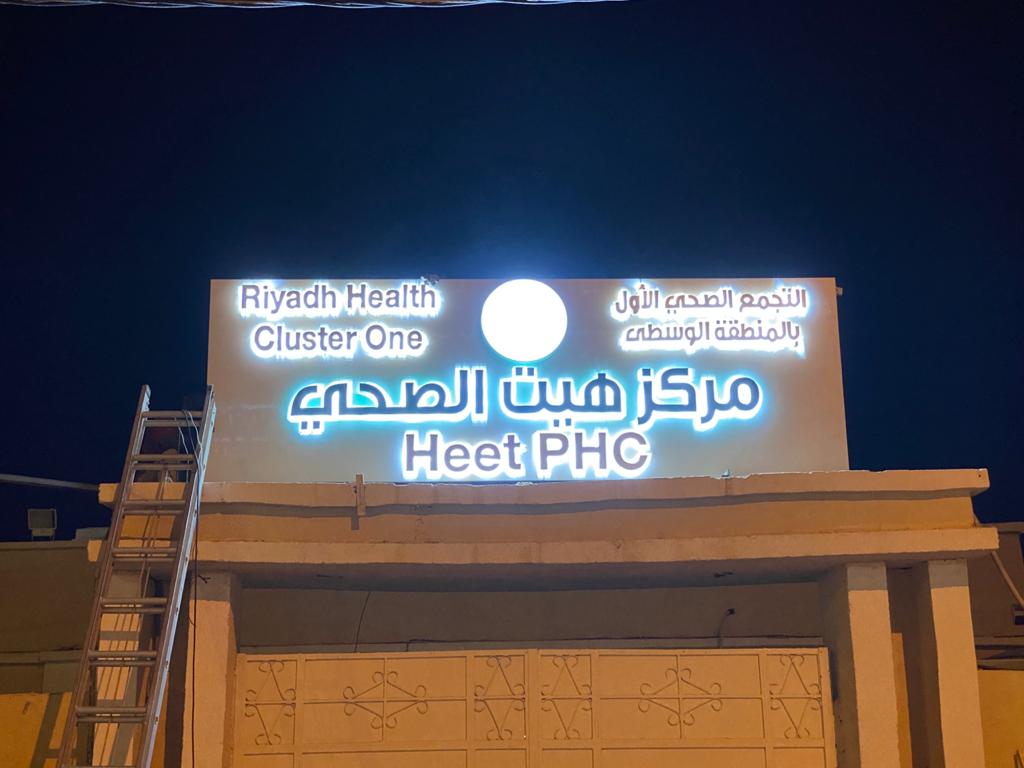 Riyadh Health
Cluster One
التجمع الصحي الأول
بالمنطقة الوسطى
مركز هيت الصحي
Heet PHC